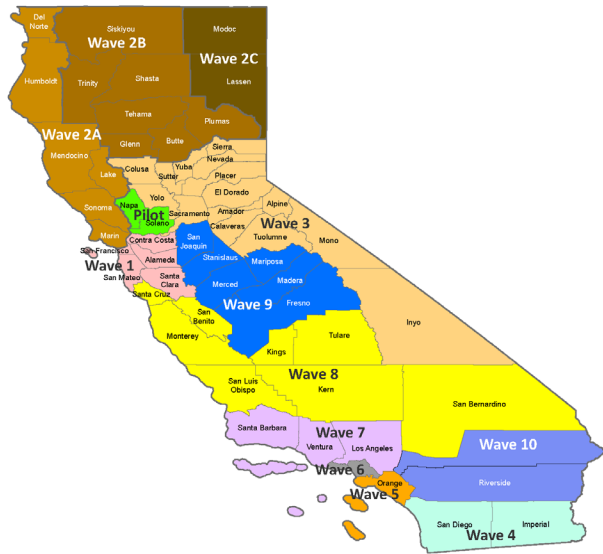 Del
Norte
Siskiyou
Modoc
Wave 2B
Wave 2C
Humboldt
Trinity
Shasta
Lassen
Tehama
Plumas
Wave 2A
Glenn
Butte
Mendocino
Sierra
Nevada
Colusa
Yuba
Sutter
Placer
Lake
El Dorado
Yolo
Napa
Sonoma
Alpine
Pilot
Sacramento
Amador
Solano
Calaveras
Wave 3
Marin
Contra Costa
San
Joaquin
Tuolumne
Mono
San Francisco
Stanislaus
Mariposa
Wave 1
Alameda
San Mateo
Santa
Clara
Merced
Madera
Santa Cruz
Wave 9
Fresno
San
Benito
Inyo
Monterey
Kings
Tulare
Wave 8
San Luis
Obispo
Kern
San Bernardino
Santa Barbara
Wave 7
Ventura
Los Angeles
Wave 10
Wave 6
Orange
Riverside
Wave 5
San Diego
Imperial
Wave 4